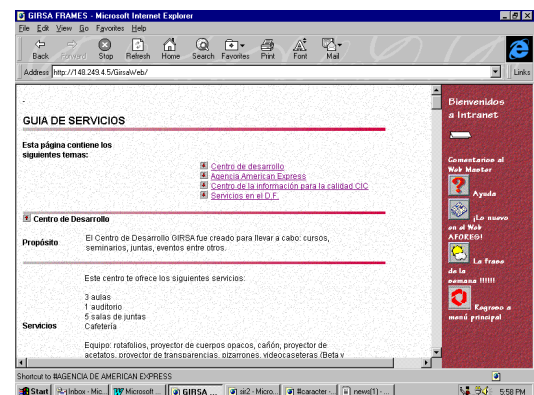 GIRSA FRAMES - Microsoft Internet Explorer
File Edit View Go Favorites Help
Back Forward Stop Refresh Home Search Favorites Print Font Mail
Address http://148.249.4.5/GirsaWeb/ Links
GUIA DE SERVICIOS
Esta página contiene los
siguientes temas:
Centro de desarrollo
Agencia American Express
Centro de la información para la calidad CIC
Servicios en el D.F.
Centro de Desarrollo
Propósito
El Centro de Desarrollo GIRSA fue creado para llevar a cabo: cursos,
seminarios, juntas, eventos entre otros.
Este centro te ofrece los siguientes servicios:
3 aulas
1 auditorio
5 salas de juntas
Servicios Cafetería
Equipo: rotafolios, proyector de cuerpos opacos, cañón, proyector de
acetatos, proyector de transparencias, pizarrones, videocaseteras (Beta y
Bienvenidos
a Intranet
Comentarios al
Web Master
Ayuda
¡Lo nuevo
en el Web
AFORES!
La frase
de la
semana !!!!!!
Regreso a
menú principal
Shortcut to #AGENCIA DE AMERICAN EXPRESS
Start Inbox - Mic... Microsoft ... GIRSA ... sir2 - Micro... #caracter -... news(1) -... 5:58 PM